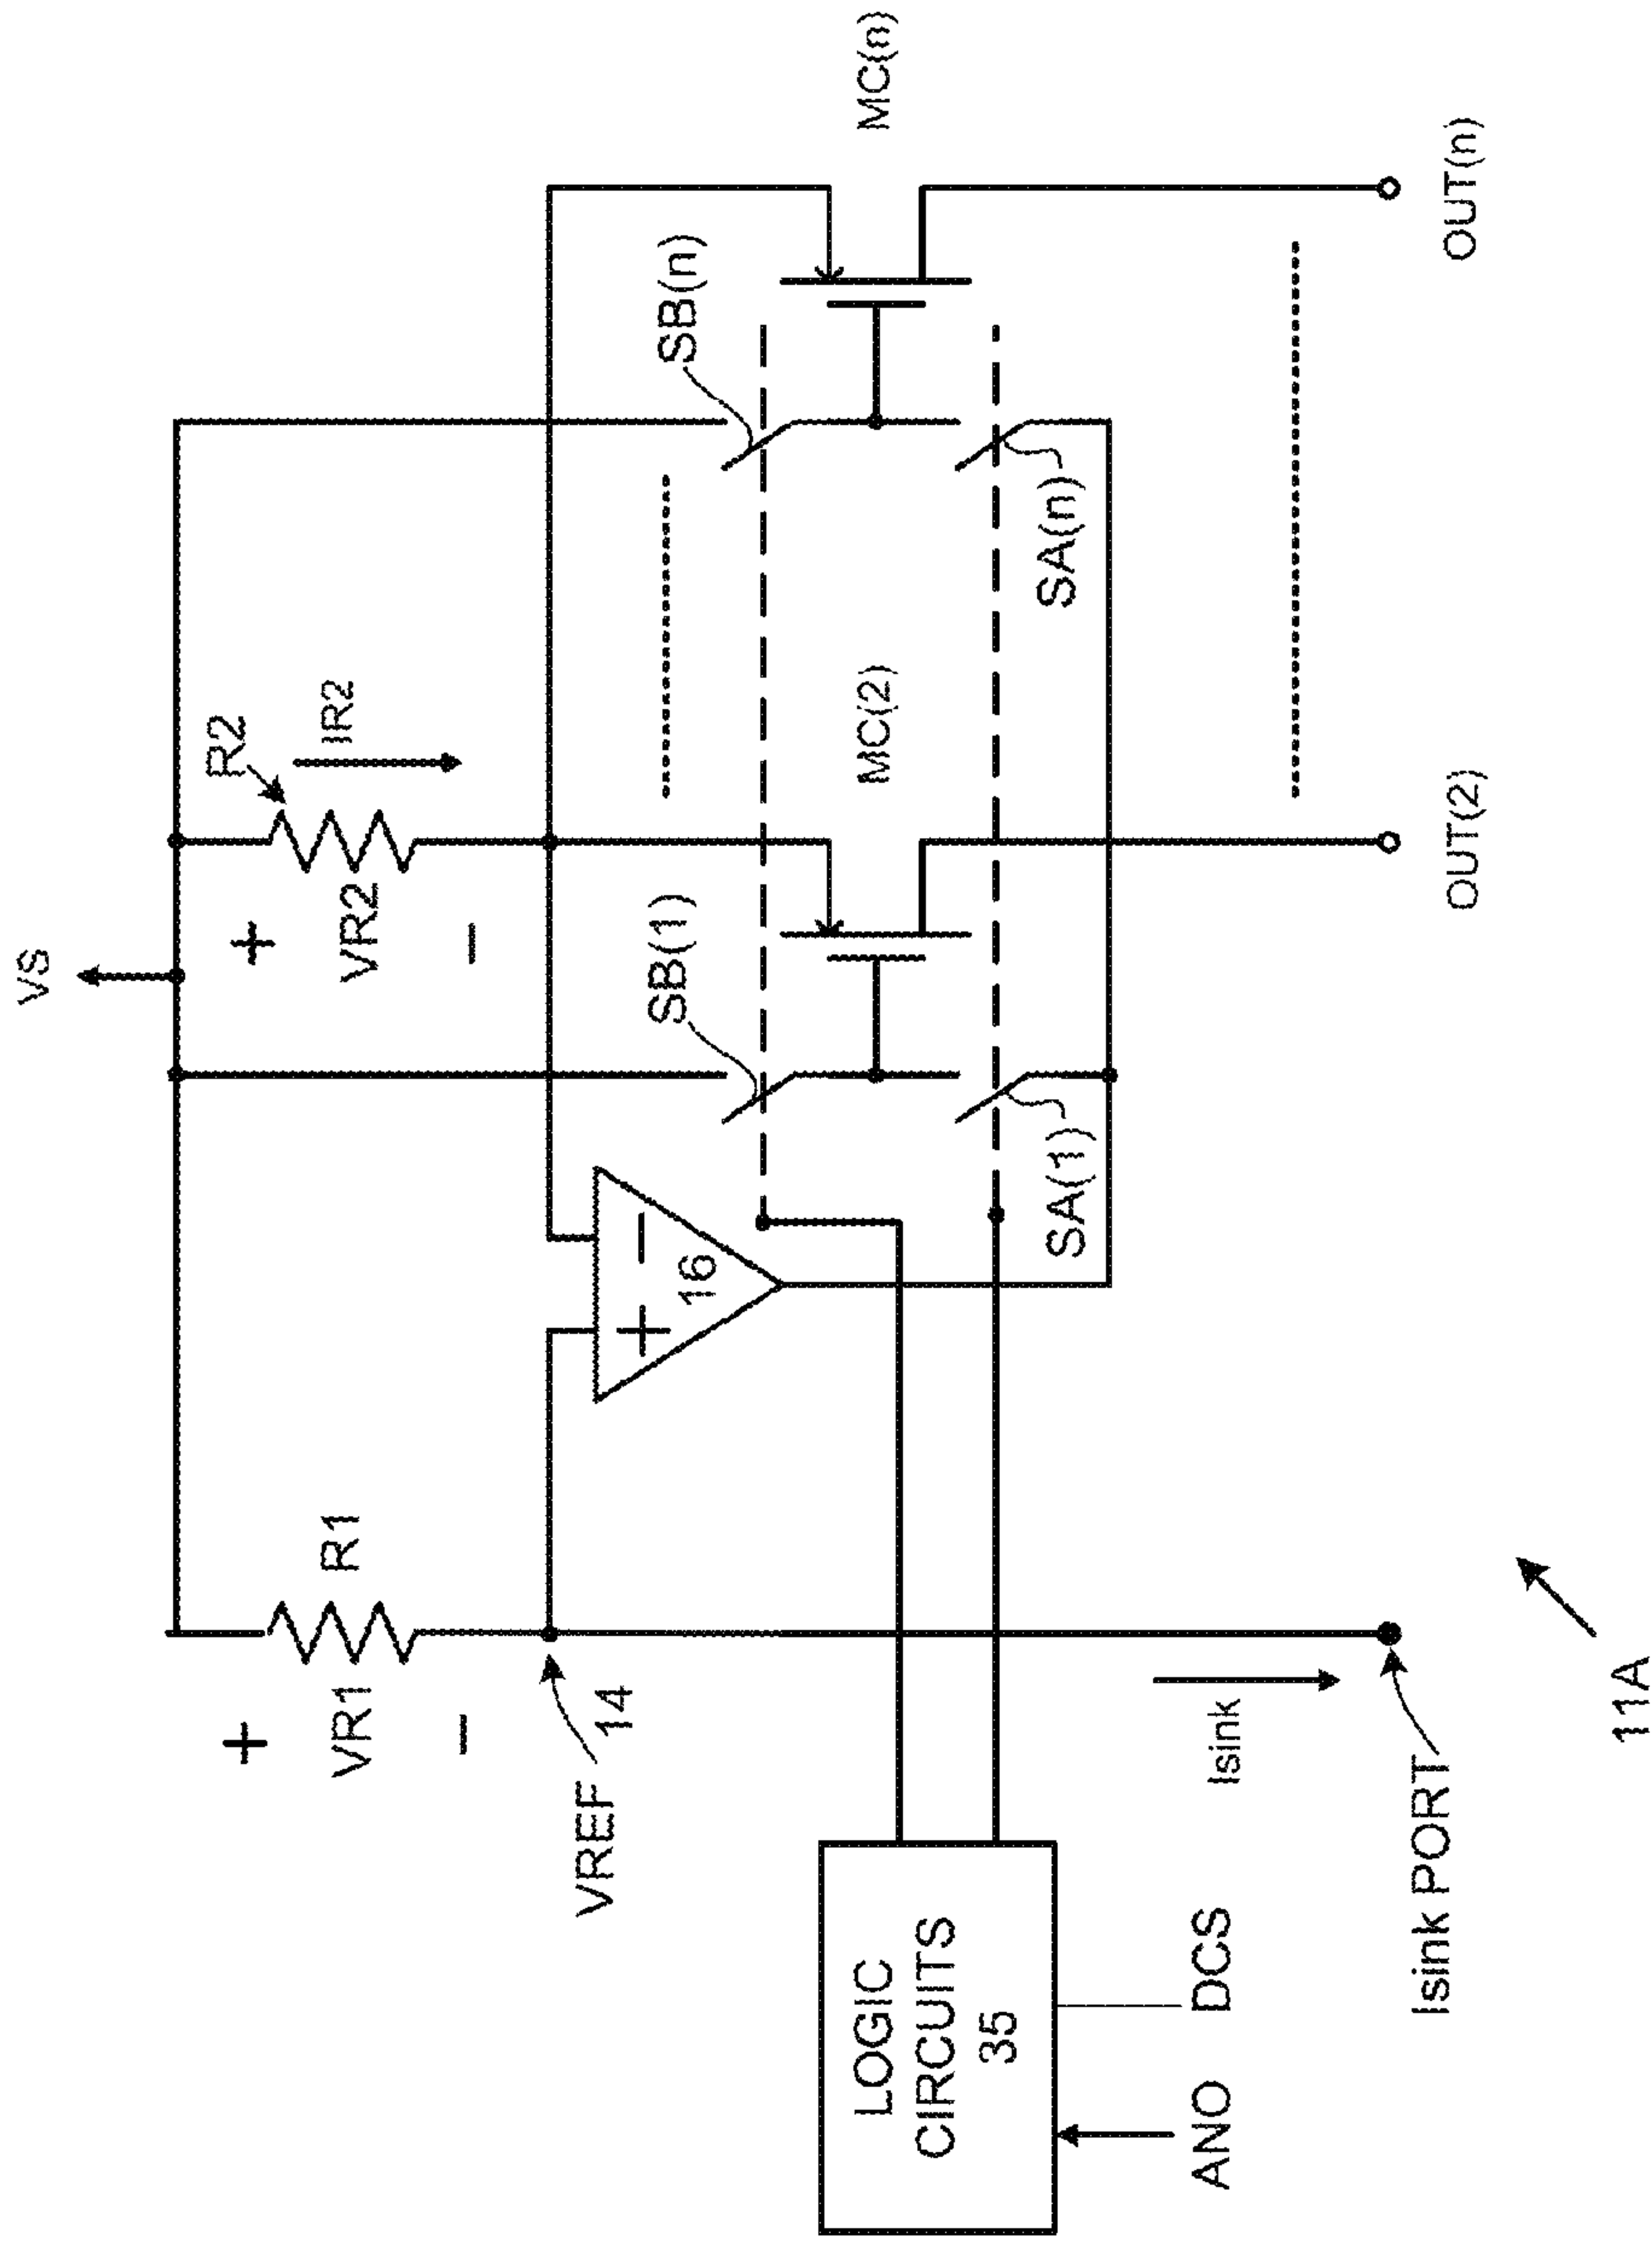 VS
+
VR1
−
R1
+
VR2
−
R2
IR2
VREF
14
+
−
16
SB(1)
SB(n)
MC(2)
MC(n)
SA(1)
SA(n)
LOGIC
CIRCUITS
35
ANO
DCS
Isink
Isink PORT
OUT(2)
OUT(n)
11A